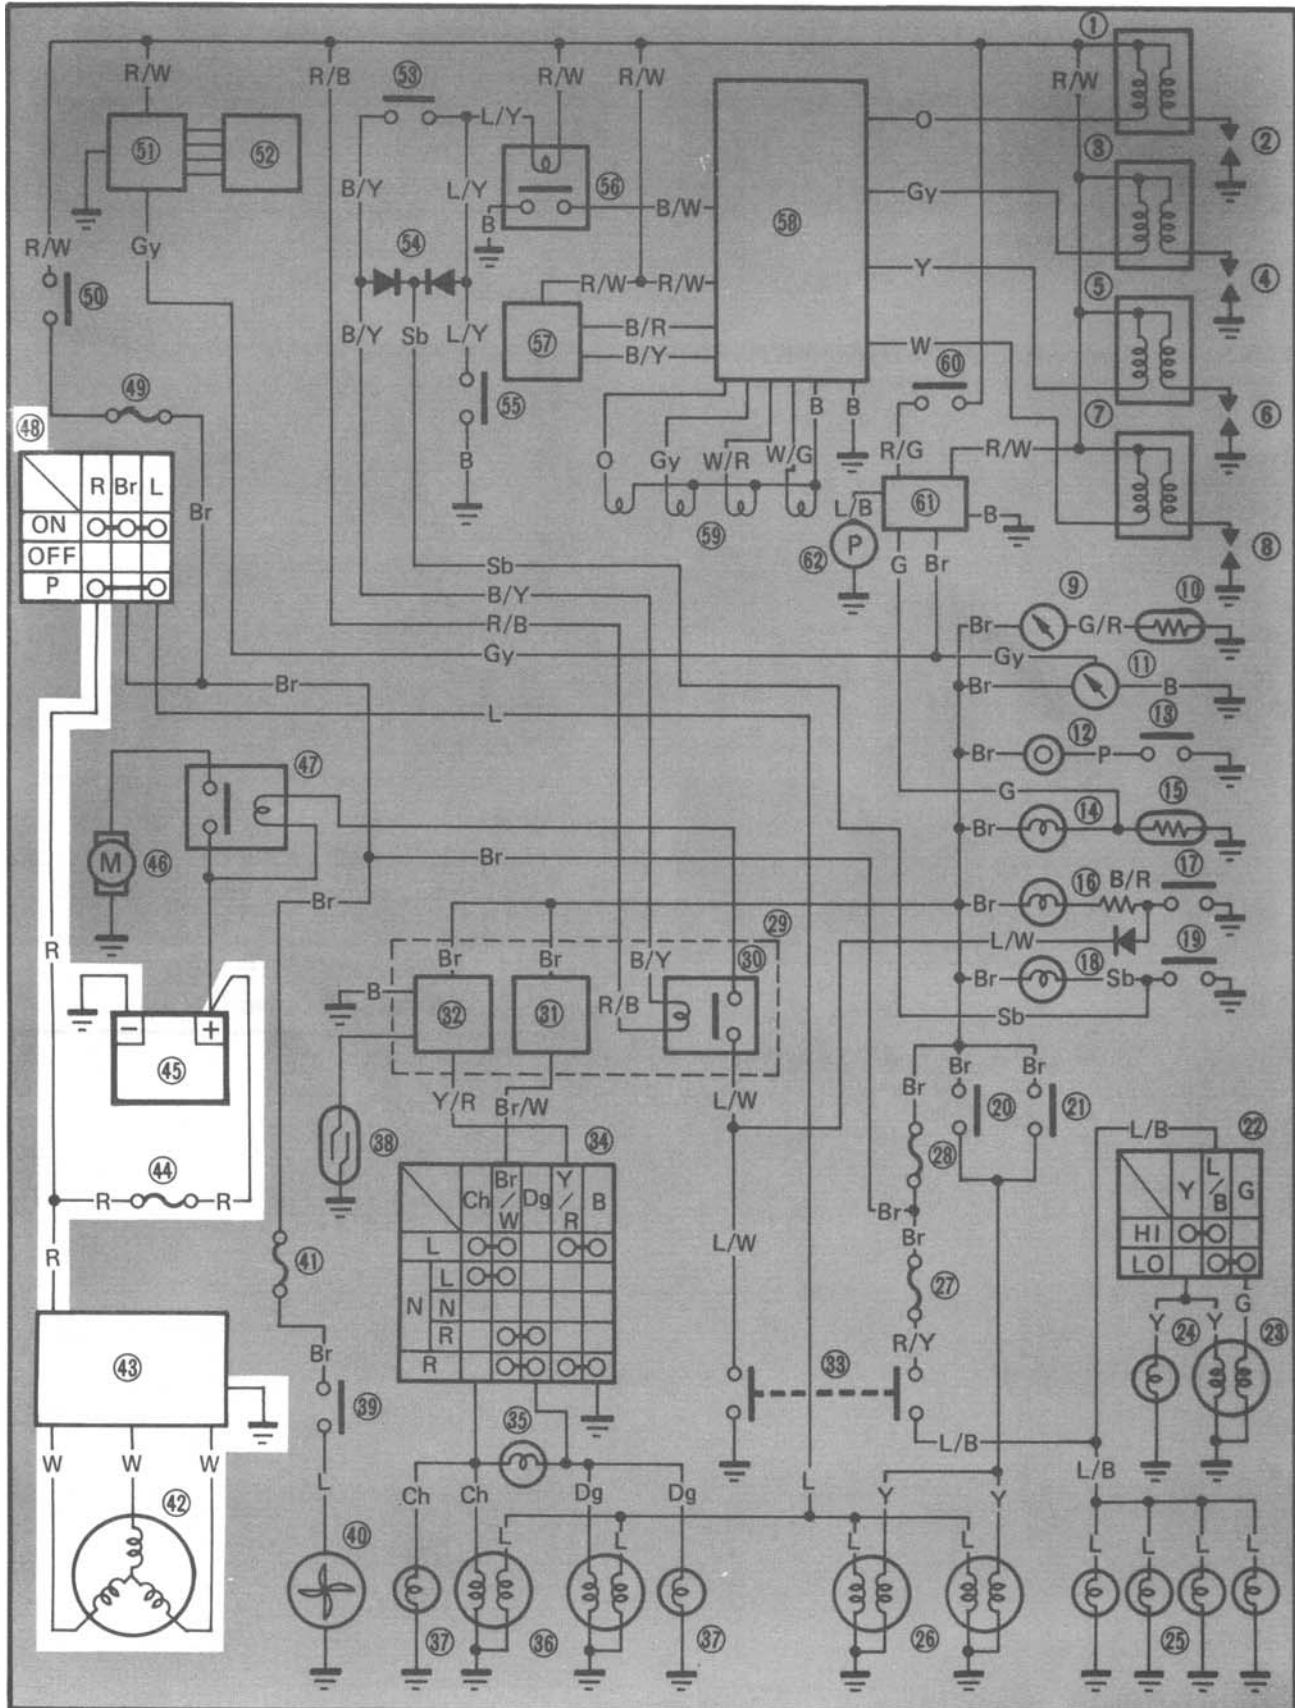 ①
R/W R/B ㊾ R/W R/W R/W
L/Y O ②
51 52 ③
B/Y L/Y 56 B/W 58 Gy
B
R/W Gy 54 ④
50 R/W R/W Y ⑤
B/Y Sb L/Y 57 B/R W 60
B/Y
49 55 B B ⑥
48 ⑦
R Br L B O Gy W/R W/G R/G R/W
ON Br 61
OFF L/B B
P 59 62 P G Br ⑧
Sb
B/Y ⑨ ⑩
R/B Br G/R
Gy Gy ⑪
Br Br B
L ⑬
47 Br ⑫ P
G ⑮
M 46 Br Br ⑭
Br ⑯ B/R ⑰
R 29 L/W ⑲
Br Br B/Y 30 Br ⑱ Sb
B 32 31 R/B Sb
- +
45 Br Br Br
Y/R Br/W L/W ⑳ ㉑
38 34 L/B ㉒
44 Ch Br/W Dg Y/R B ㉘ Y L/B G
R R Br
L L/W Br HI
R 41 N L ㉗ LO
N G
R R/Y Y ㉔ Y ㉓
43 Br R ㉝
39 35 L/B
W W W L L/B
42 Ch Ch Dg Dg L Y Y
40 L L L L L L L L
37 36 37 26 25